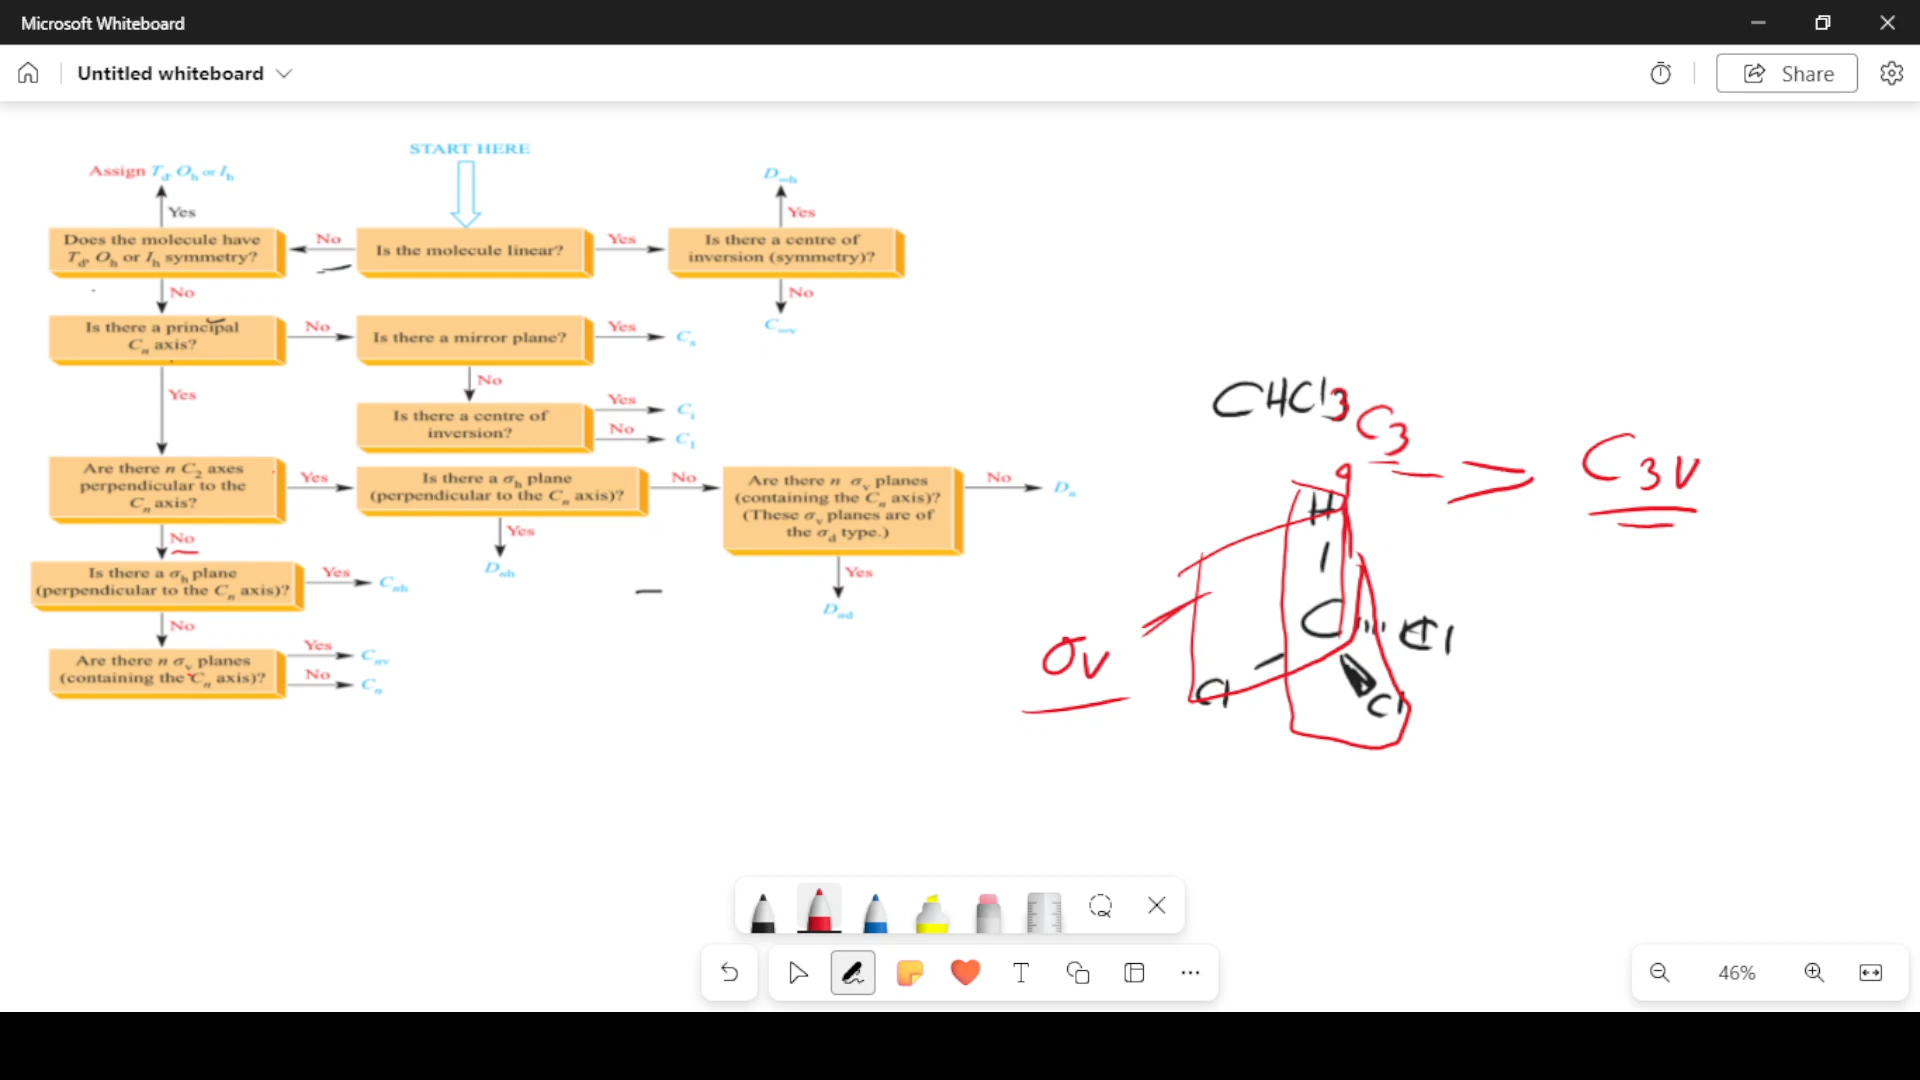 Microsoft Whiteboard
Untitled whiteboard
Share
START HERE
Assign Td, Oh or Ih
D∞h
Yes
Yes
Does the molecule have
Td, Oh or Ih symmetry?
No
Is the molecule linear?
Yes
Is there a centre of
inversion (symmetry)?
No
No
C∞v
Is there a principal
Cn axis?
No
Is there a mirror plane?
Yes
Cs
Yes
No
Is there a centre of
inversion?
Yes
Ci
No
C1
Are there n C2 axes
perpendicular to the
Cn axis?
Yes
Is there a σh plane
(perpendicular to the Cn axis)?
No
Are there n σv planes
(containing the Cn axis)?
(These σv planes are of
the σd type.)
No
Dn
No
Yes
Dnh
Yes
Dnd
Is there a σh plane
(perpendicular to the Cn axis)?
Yes
Cnh
No
Are there n σv planes
(containing the Cn axis)?
Yes
Cnv
No
Cn
CHCl3
C3
C3v
H
C
Cl
Cl
Cl
σv
46%